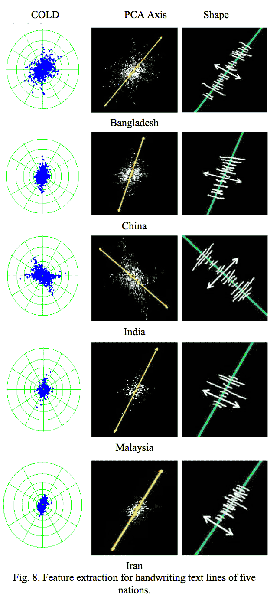 COLD PCA Axis Shape
Bangladesh
China
India
Malaysia
Iran
Fig. 8. Feature extraction for handwriting text lines of five
nations.